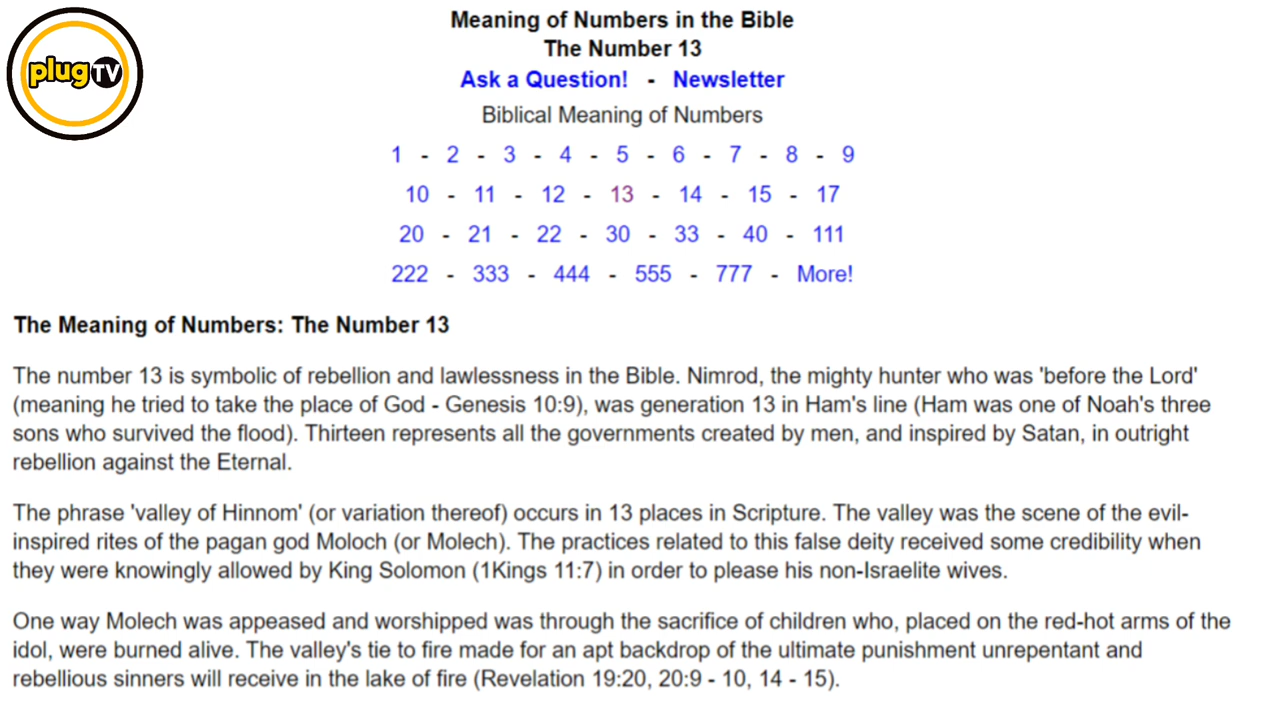 plug TV
Meaning of Numbers in the Bible
The Number 13
Ask a Question! - Newsletter
Biblical Meaning of Numbers
1 - 2 - 3 - 4 - 5 - 6 - 7 - 8 - 9
10 - 11 - 12 - 13 - 14 - 15 - 17
20 - 21 - 22 - 30 - 33 - 40 - 111
222 - 333 - 444 - 555 - 777 - More!
The Meaning of Numbers: The Number 13
The number 13 is symbolic of rebellion and lawlessness in the Bible. Nimrod, the mighty hunter who was 'before the Lord'
(meaning he tried to take the place of God - Genesis 10:9), was generation 13 in Ham's line (Ham was one of Noah's three
sons who survived the flood). Thirteen represents all the governments created by men, and inspired by Satan, in outright
rebellion against the Eternal.
The phrase 'valley of Hinnom' (or variation thereof) occurs in 13 places in Scripture. The valley was the scene of the evil-
inspired rites of the pagan god Moloch (or Molech). The practices related to this false deity received some credibility when
they were knowingly allowed by King Solomon (1Kings 11:7) in order to please his non-Israelite wives.
One way Molech was appeased and worshipped was through the sacrifice of children who, placed on the red-hot arms of the
idol, were burned alive. The valley's tie to fire made for an apt backdrop of the ultimate punishment unrepentant and
rebellious sinners will receive in the lake of fire (Revelation 19:20, 20:9 - 10, 14 - 15).